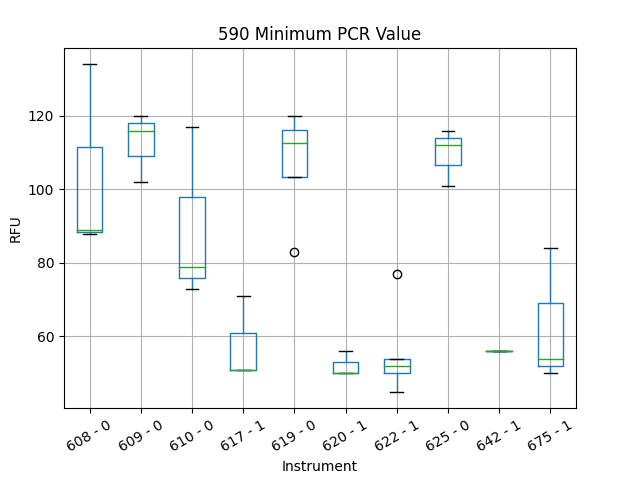 590 Minimum PCR Value
RFU
120
100
80
60
608 - 0
609 - 0
610 - 0
617 - 1
619 - 0
620 - 1
622 - 1
625 - 0
642 - 1
675 - 1
Instrument